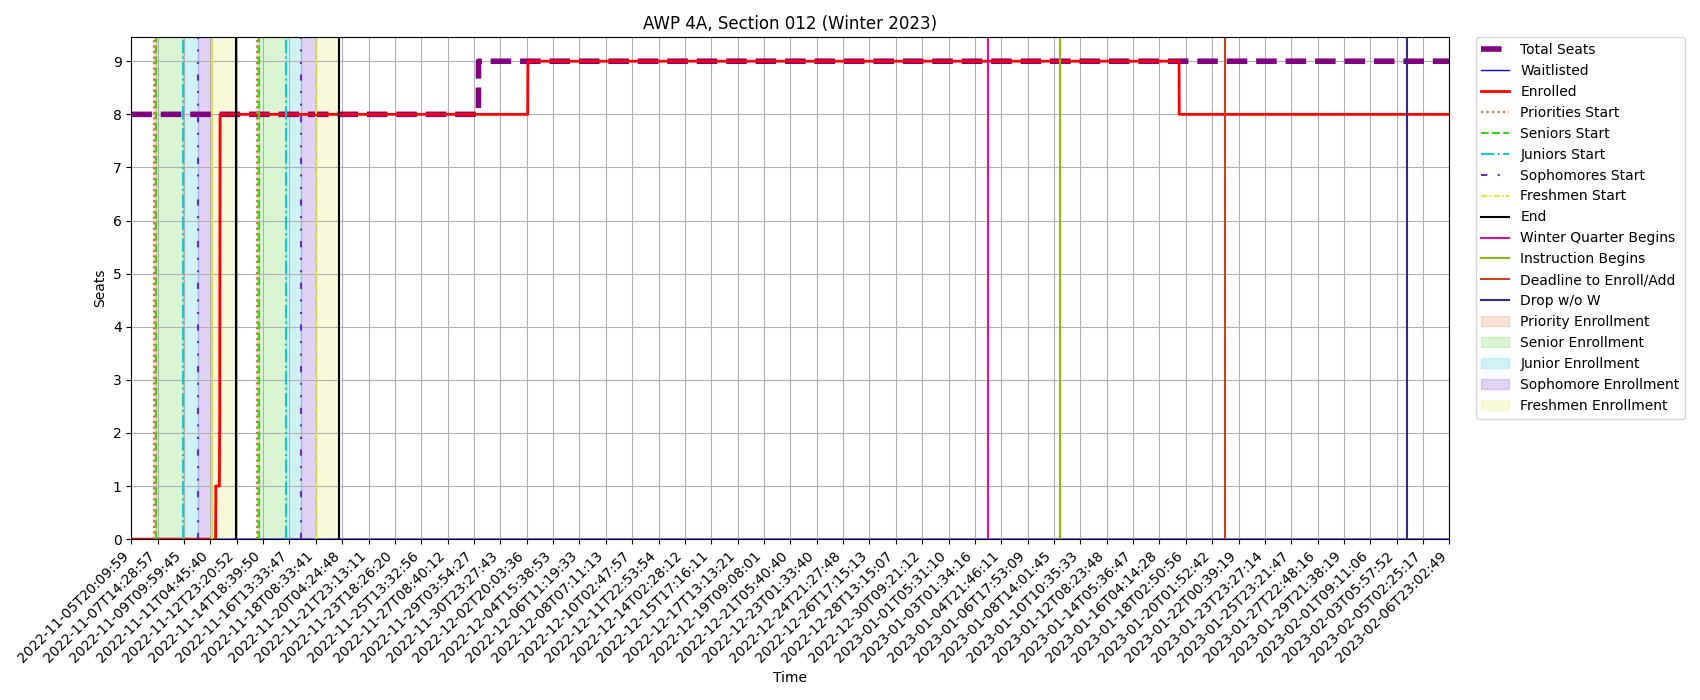 AWP 4A, Section 012 (Winter 2023)
Seats
9
8
7
6
5
4
3
2
1
0
2022-11-05T20:09:59
2022-11-07T14:28:57
2022-11-09T09:59:45
2022-11-11T04:45:40
2022-11-12T23:20:52
2022-11-14T18:39:50
2022-11-16T13:33:47
2022-11-18T08:33:41
2022-11-20T04:24:48
2022-11-21T23:13:11
2022-11-23T18:26:20
2022-11-25T13:32:56
2022-11-27T08:40:12
2022-11-29T03:54:27
2022-11-30T23:27:43
2022-12-02T20:03:36
2022-12-04T15:38:53
2022-12-06T11:19:33
2022-12-08T07:11:13
2022-12-10T02:47:57
2022-12-11T22:53:54
2022-12-14T02:28:12
2022-12-15T17:16:11
2022-12-17T13:13:21
2022-12-19T09:08:01
2022-12-21T05:40:40
2022-12-23T01:33:40
2022-12-24T21:27:48
2022-12-26T17:15:13
2022-12-28T13:15:07
2022-12-30T09:21:12
2023-01-01T05:31:10
2023-01-03T01:34:16
2023-01-04T21:46:11
2023-01-06T17:53:09
2023-01-08T14:01:45
2023-01-10T10:35:33
2023-01-12T08:23:48
2023-01-14T05:36:47
2023-01-16T04:14:28
2023-01-18T02:50:56
2023-01-20T01:52:42
2023-01-22T00:39:19
2023-01-23T23:27:14
2023-01-25T23:21:47
2023-01-27T22:48:16
2023-01-29T21:38:19
2023-02-01T09:11:06
2023-02-03T05:57:52
2023-02-05T02:25:17
2023-02-06T23:02:49
Time
Total Seats
Waitlisted
Enrolled
Priorities Start
Seniors Start
Juniors Start
Sophomores Start
Freshmen Start
End
Winter Quarter Begins
Instruction Begins
Deadline to Enroll/Add
Drop w/o W
Priority Enrollment
Senior Enrollment
Junior Enrollment
Sophomore Enrollment
Freshmen Enrollment